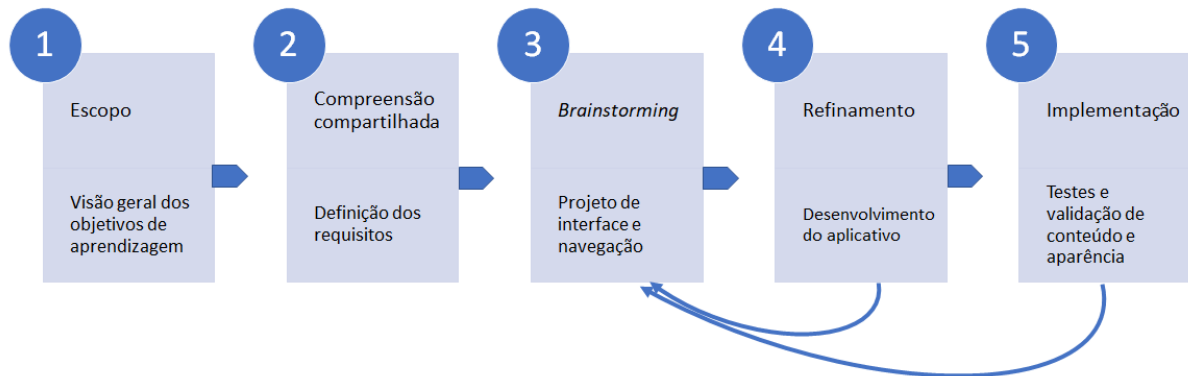 1
Escopo
Visão geral dos
objetivos de
aprendizagem
2
Compreensão
compartilhada
Definição dos
requisitos
3
Brainstorming
Projeto de
interface e
navegação
4
Refinamento
Desenvolvimento
do aplicativo
5
Implementação
Testes e
validação de
conteúdo e
aparência